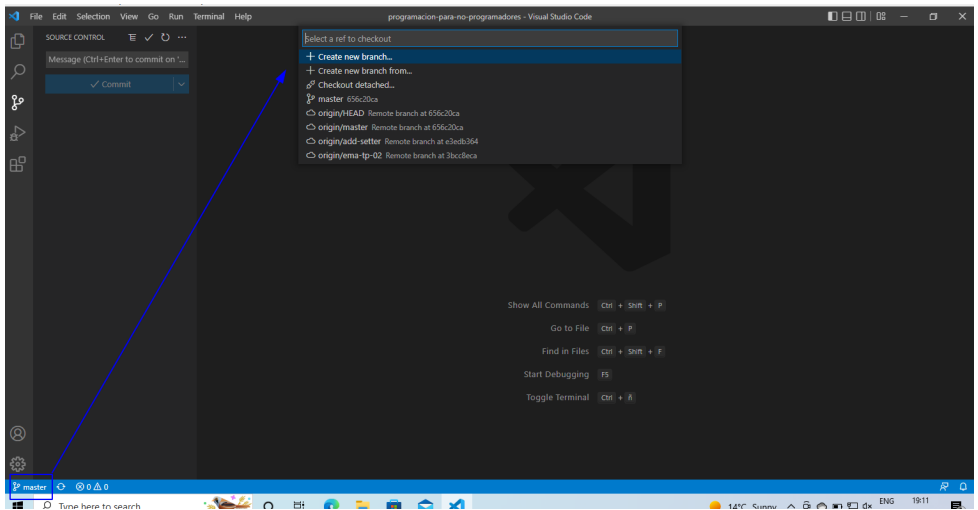 File Edit Selection View Go Run Terminal Help
programacion-para-no-programadores - Visual Studio Code
SOURCE CONTROL
Message (Ctrl+Enter to commit on '...
Commit
Select a ref to checkout
+ Create new branch...
+ Create new branch from...
Checkout detached...
master 656c20ca
origin/HEAD Remote branch at 656c20ca
origin/master Remote branch at 656c20ca
origin/add-setter Remote branch at e3edb364
origin/ema-tp-02 Remote branch at 3bcc8eca
Show All Commands Ctrl + Shift + P
Go to File Ctrl + P
Find in Files Ctrl + Shift + F
Start Debugging F5
Toggle Terminal Ctrl + ñ
master 0 0
Type here to search
14°C Sunny
ENG
19:11